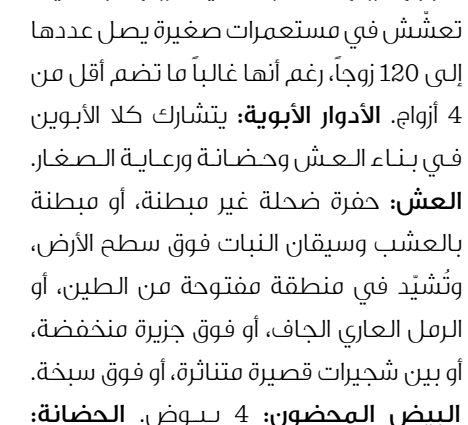 تعشّش في مستعمرات صغيرة يصل عددها
إلى 120 زوجاً، رغم أنها غالباً ما تضم أقل من
4 أزواج. الأدوار الأبوية: يتشارك كلا الأبوين
في بناء العش وحضانة ورعاية الصغار.
العش: حفرة ضحلة غير مبطنة، أو مبطنة
بالعشب وسيقان النبات فوق سطح الأرض،
وتُشيّد في منطقة مفتوحة من الطين، أو
الرمل العاري الجاف، أو فوق جزيرة منخفضة،
أو بين شجيرات قصيرة متناثرة، أو فوق سبخة.
البيض المحضون: 4 بيوض. الحضانة: